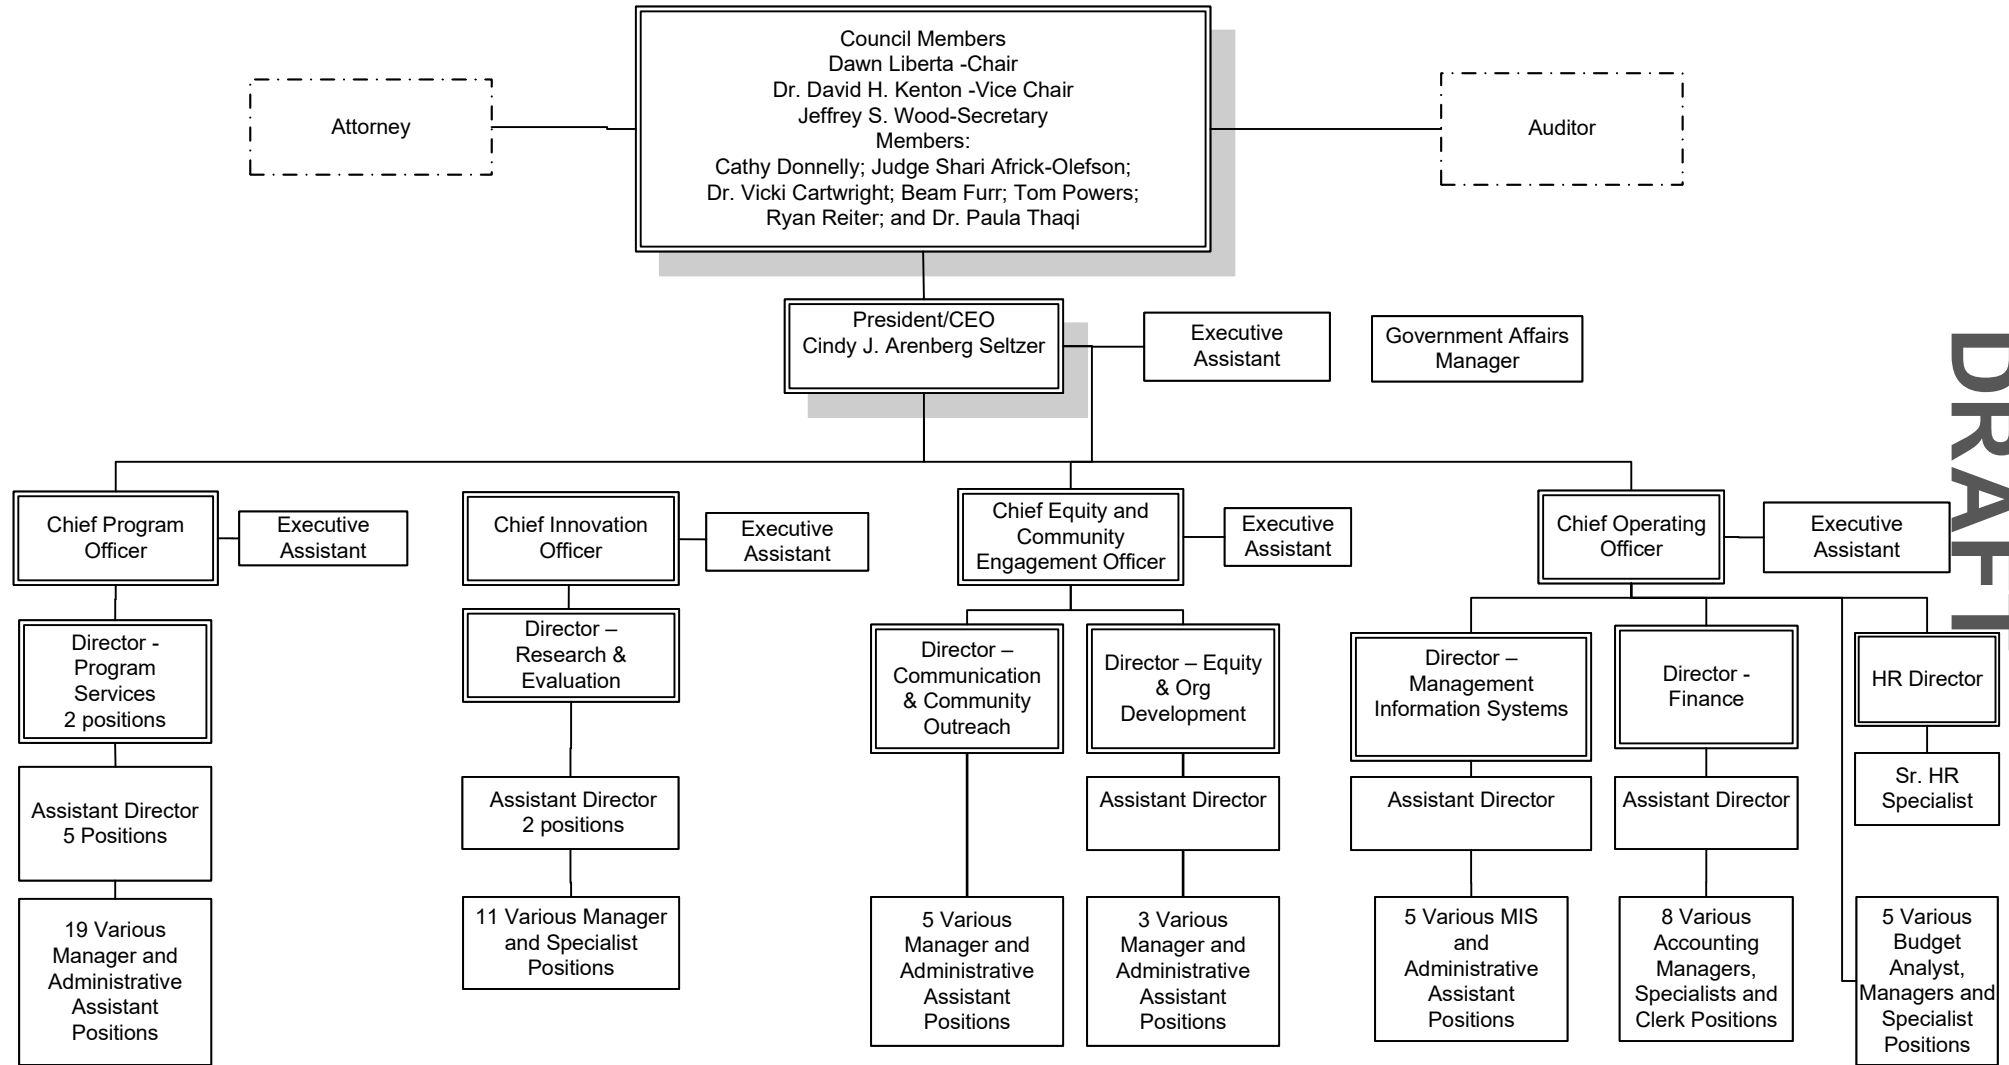 Council Members
Dawn Liberta -Chair
Dr. David H. Kenton -Vice Chair
Jeffrey S. Wood-Secretary
Members:
Cathy Donnelly; Judge Shari Africk-Olefson;
Dr. Vicki Cartwright; Beam Furr; Tom Powers;
Ryan Reiter; and Dr. Paula Thaqi
Attorney
Auditor
President/CEO
Cindy J. Arenberg Seltzer
Executive
Assistant
Government Affairs
Manager
DRAFT
Chief Program
Officer
Executive
Assistant
Chief Innovation
Officer
Executive
Assistant
Chief Equity and
Community
Engagement Officer
Executive
Assistant
Chief Operating
Officer
Executive
Assistant
Director -
Program
Services
2 positions
Director –
Research &
Evaluation
Director –
Communication
& Community
Outreach
Director – Equity
& Org
Development
Director –
Management
Information Systems
Director -
Finance
HR Director
Assistant Director
5 Positions
Assistant Director
2 positions
Assistant Director
Assistant Director
Assistant Director
Sr. HR
Specialist
19 Various
Manager and
Administrative
Assistant
Positions
11 Various Manager
and Specialist
Positions
5 Various
Manager and
Administrative
Assistant
Positions
3 Various
Manager and
Administrative
Assistant
Positions
5 Various MIS
and
Administrative
Assistant
Positions
8 Various
Accounting
Managers,
Specialists and
Clerk Positions
5 Various
Budget
Analyst,
Managers and
Specialist
Positions